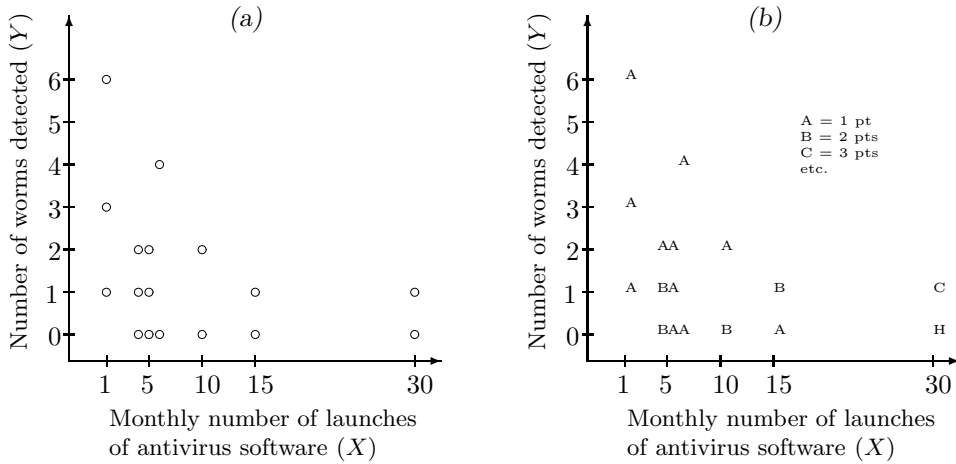 (a)
Number of worms detected (Y)
6
5
4
3
2
1
0
1 5 10 15 30
Monthly number of launches
of antivirus software (X)
(b)
Number of worms detected (Y)
6
5
4
3
2
1
0
A
A = 1 pt
B = 2 pts
C = 3 pts
etc.
A
A
AA A
A BA B C
BAA B A H
1 5 10 15 30
Monthly number of launches
of antivirus software (X)